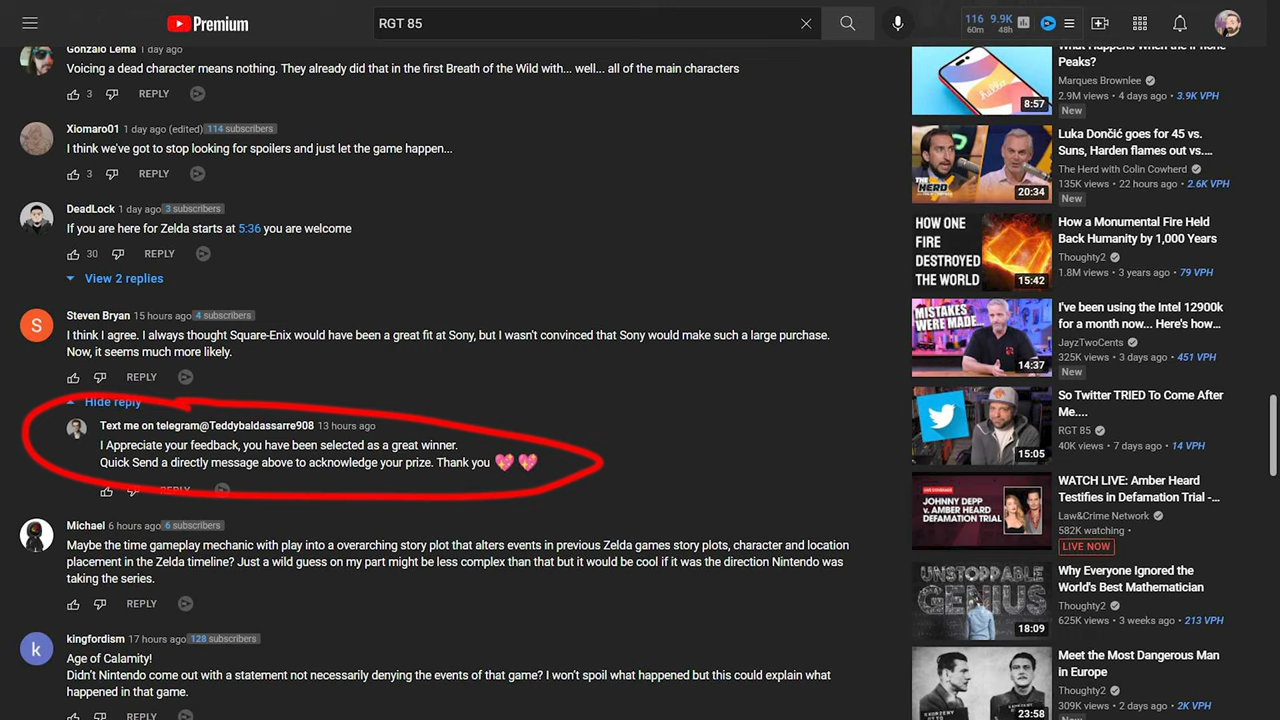 Premium
RGT 85
116
60m
9.9K
48h
Gonzalo Lema 1 day ago
Voicing a dead character means nothing. They already did that in the first Breath of the Wild with... well... all of the main characters
3 REPLY
Xiomaro01 1 day ago (edited) 114 subscribers
I think we've got to stop looking for spoilers and just let the game happen...
3 REPLY
DeadLock 1 day ago 3 subscribers
If you are here for Zelda starts at 5:36 you are welcome
30 REPLY
View 2 replies
S
Steven Bryan 15 hours ago 4 subscribers
I think I agree. I always thought Square-Enix would have been a great fit at Sony, but I wasn't convinced that Sony would make such a large purchase.
Now, it seems much more likely.
REPLY
Hide reply
Text me on telegram@Teddybaldassarre908 13 hours ago
I Appreciate your feedback, you have been selected as a great winner.
Quick Send a directly message above to acknowledge your prize. Thank you 💖 💖
REPLY
Michael 6 hours ago 6 subscribers
Maybe the time gameplay mechanic with play into a overarching story plot that alters events in previous Zelda games story plots, character and location
placement in the Zelda timeline? Just a wild guess on my part might be less complex than that but it would be cool if it was the direction Nintendo was
taking the series.
REPLY
k
kingfordism 17 hours ago 128 subscribers
Age of Calamity!
Didn't Nintendo come out with a statement not necessarily denying the events of that game? I won't spoil what happened but this could explain what
happened in that game.
REPLY
hello
8:57
What Happens When the iPhone
Peaks?
Marques Brownlee
2.9M views • 4 days ago • 3.9K VPH
New
THE HERD
20:34
Luka Dončić goes for 45 vs.
Suns, Harden flames out vs....
The Herd with Colin Cowherd
135K views • 22 hours ago • 2.6K VPH
New
HOW ONE
FIRE
DESTROYED
THE WORLD
15:42
How a Monumental Fire Held
Back Humanity by 1,000 Years
Thoughty2
1.8M views • 3 years ago • 79 VPH
MISTAKES
WERE MADE...
14:37
I've been using the Intel 12900k
for a month now... Here's how...
JayzTwoCents
325K views • 3 days ago • 451 VPH
New
15:05
So Twitter TRIED To Come After
Me....
RGT 85
40K views • 7 days ago • 14 VPH
JOHNNY DEPP
V. AMBER HEARD
DEFAMATION TRIAL
WATCH LIVE: Amber Heard
Testifies in Defamation Trial -...
Law&Crime Network
582K watching •
LIVE NOW
UNSTOPPABLE
GENIUS
18:09
Why Everyone Ignored the
World's Best Mathematician
Thoughty2
625K views • 3 weeks ago • 213 VPH
23:58
Meet the Most Dangerous Man
in Europe
Thoughty2
309K views • 2 days ago • 2K VPH
New